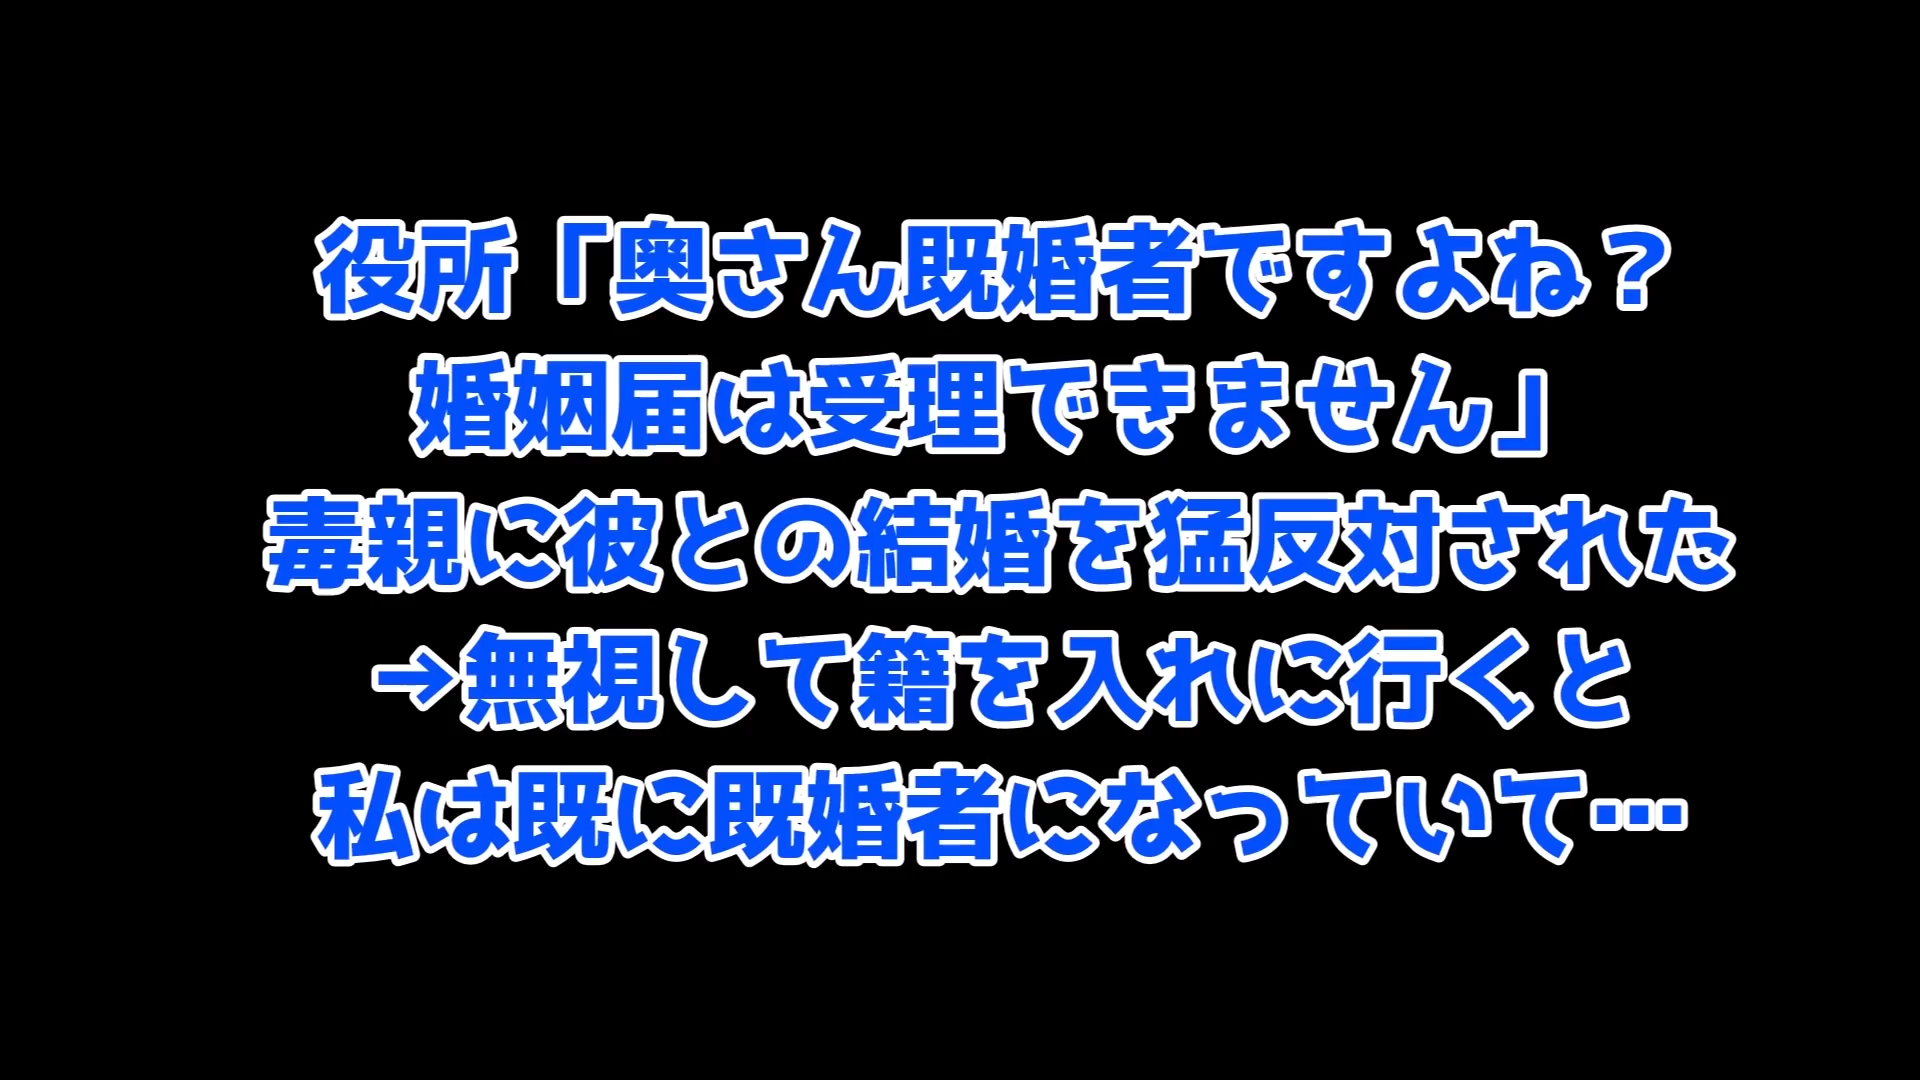 役所「奥さん既婚者ですよね？
婚姻届は受理できません」
毒親に彼との結婚を猛反対された
→無視して籍を入れに行くと
私は既に既婚者になっていて…